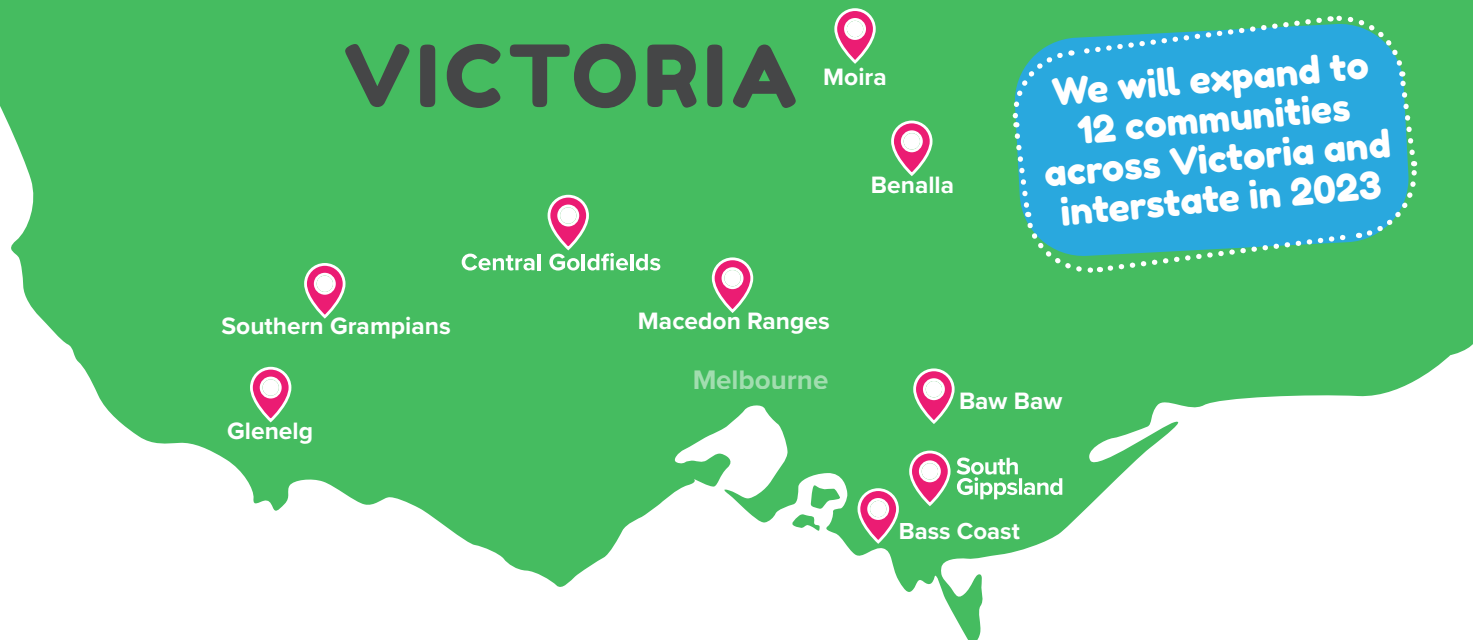 VICTORIA
Moira
We will expand to
12 communities
across Victoria and
interstate in 2023
Benalla
Central Goldfields
Southern Grampians
Macedon Ranges
Melbourne
Baw Baw
Glenelg
South
Gippsland
Bass Coast